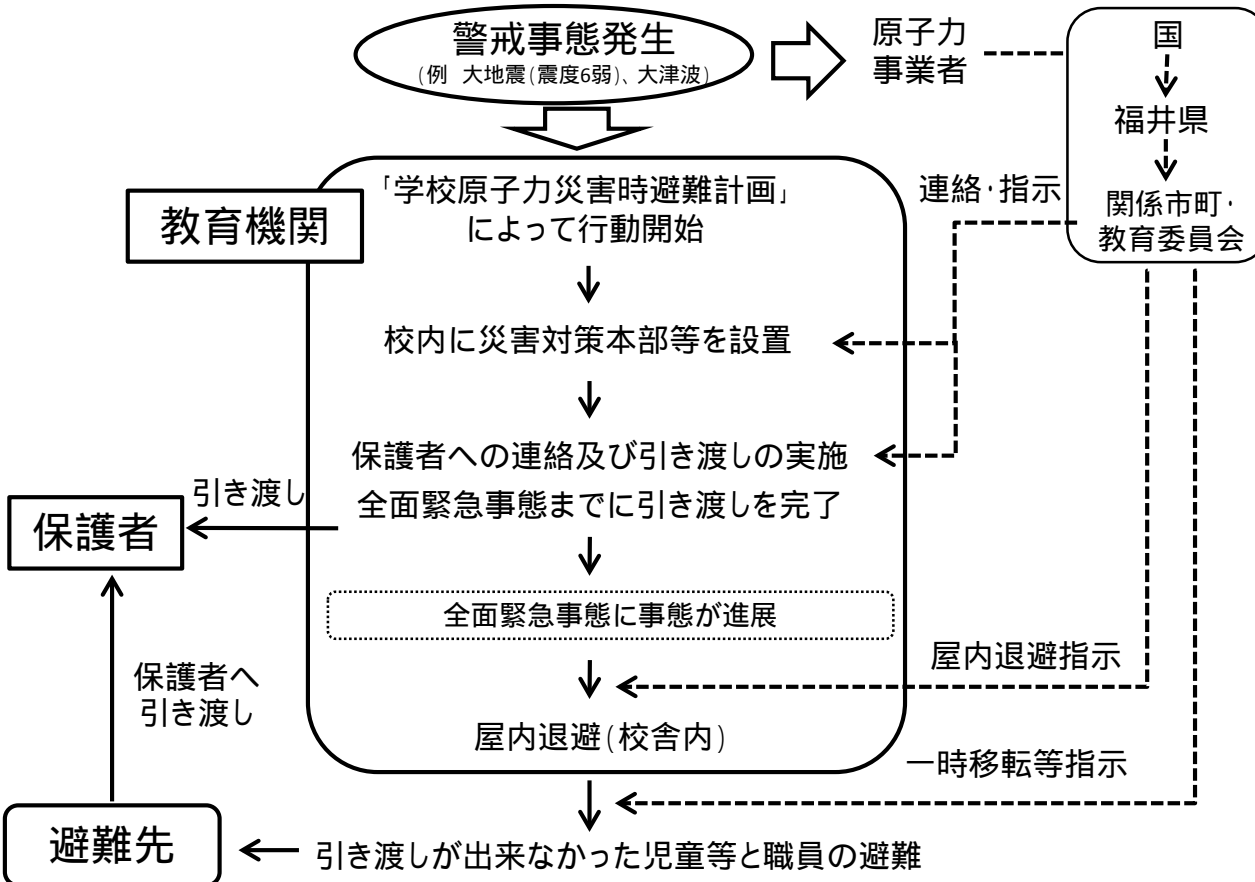 警戒事態発生
(例 大地震(震度6弱)、大津波)
原子力
事業者
国
福井県
関係市町・
教育委員会
連絡・指示
教育機関
「学校原子力災害時避難計画」
によって行動開始
校内に災害対策本部等を設置
保護者への連絡及び引き渡しの実施
全面緊急事態までに引き渡しを完了
引き渡し
保護者
全面緊急事態に事態が進展
屋内退避指示
保護者へ
引き渡し
屋内退避(校舎内)
一時移転等指示
避難先
引き渡しが出来なかった児童等と職員の避難